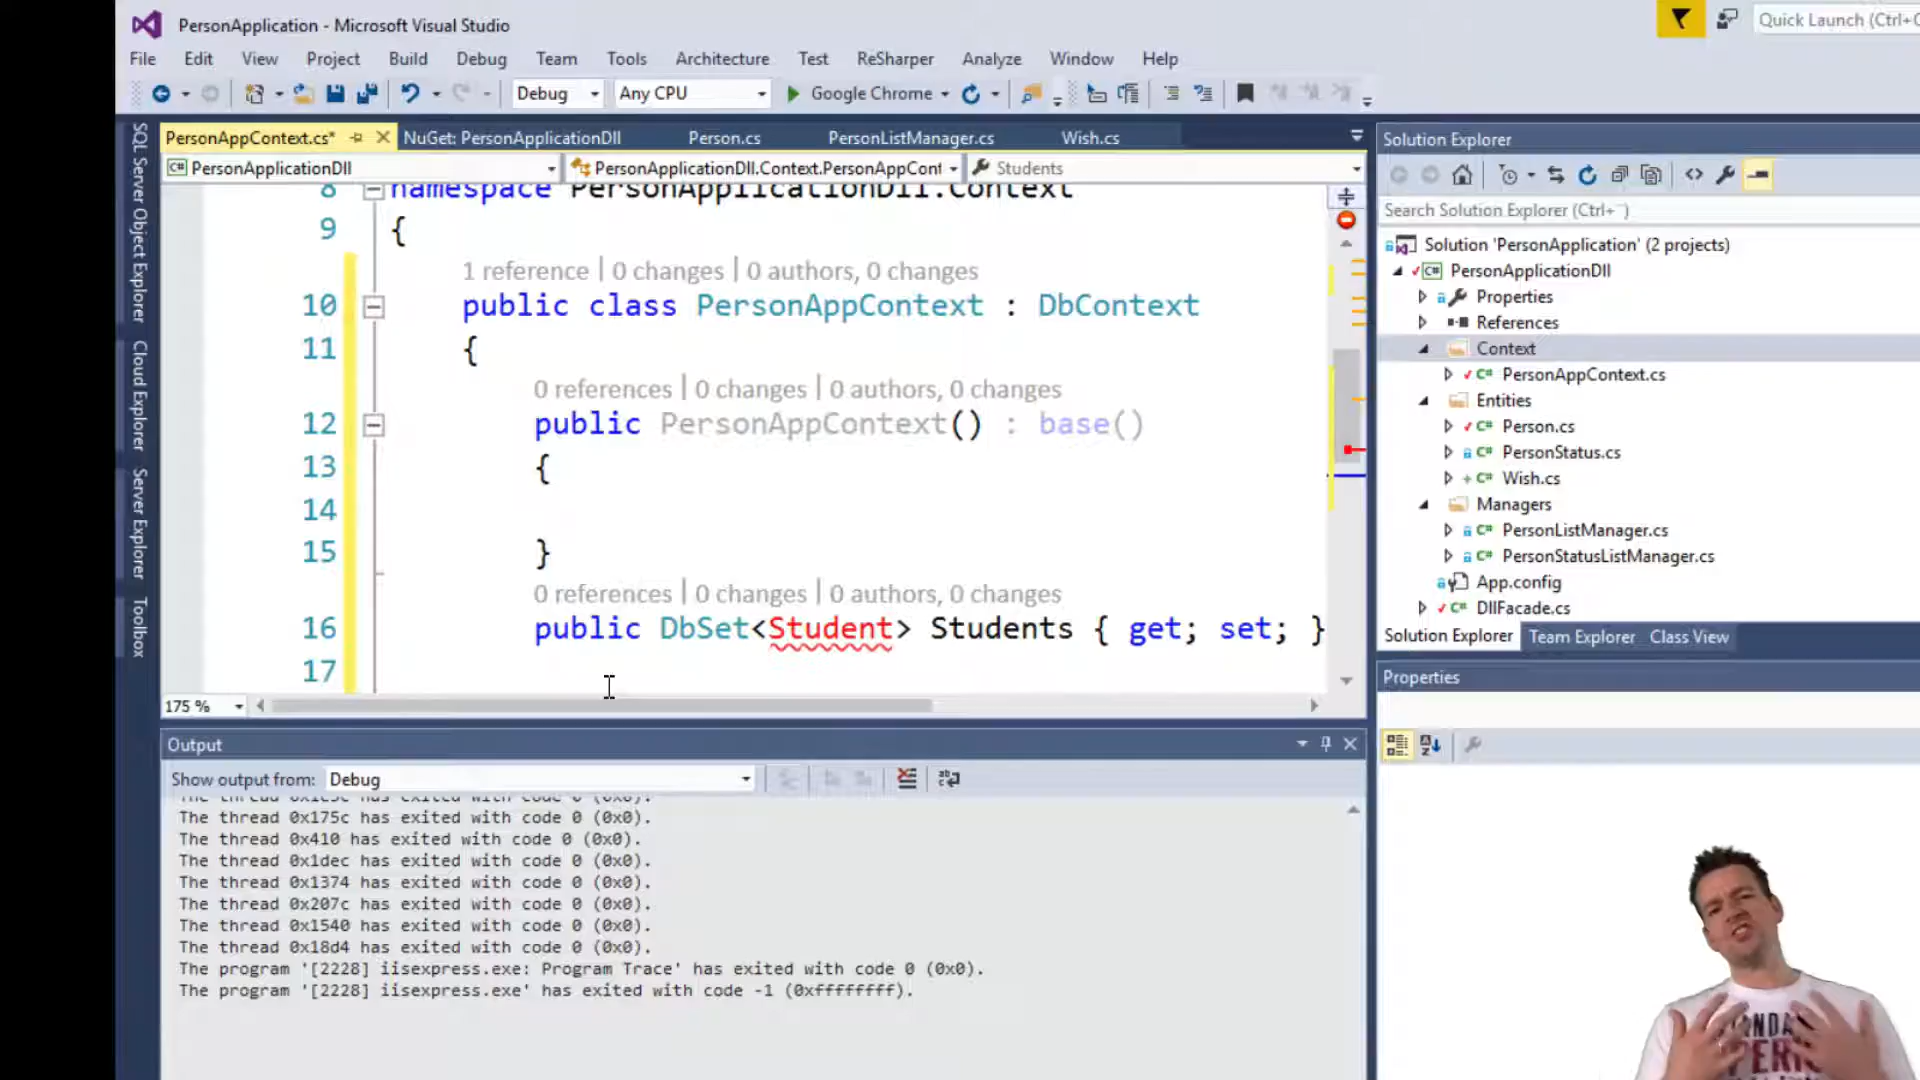 PersonApplication - Microsoft Visual Studio
Quick Launch (Ctrl+
File Edit View Project Build Debug Team Tools Architecture Test ReSharper Analyze Window Help
Debug Any CPU Google Chrome
PersonAppContext.cs* NuGet: PersonApplicationDll Person.cs PersonListManager.cs Wish.cs
PersonApplicationDll PersonApplicationDll.Context.PersonAppCont Students
SQL Server Object Explorer
Cloud Explorer
Server Explorer
Toolbox
8 namespace PersonApplicationDll.Context
9 {
1 reference | 0 changes | 0 authors, 0 changes
10 public class PersonAppContext : DbContext
11 {
0 references | 0 changes | 0 authors, 0 changes
12 public PersonAppContext() : base()
13 {
14
15 }
0 references | 0 changes | 0 authors, 0 changes
16 public DbSet<Student> Students { get; set; }
17
175 %
Output
Show output from: Debug
The thread 0x175c has exited with code 0 (0x0).
The thread 0x410 has exited with code 0 (0x0).
The thread 0x1dec has exited with code 0 (0x0).
The thread 0x1374 has exited with code 0 (0x0).
The thread 0x207c has exited with code 0 (0x0).
The thread 0x1540 has exited with code 0 (0x0).
The thread 0x18d4 has exited with code 0 (0x0).
The program '[2228] iisexpress.exe: Program Trace' has exited with code 0 (0x0).
The program '[2228] iisexpress.exe' has exited with code -1 (0xffffffff).
Solution Explorer
Search Solution Explorer (Ctrl+¨)
Solution 'PersonApplication' (2 projects)
PersonApplicationDll
Properties
References
Context
PersonAppContext.cs
Entities
Person.cs
PersonStatus.cs
Wish.cs
Managers
PersonListManager.cs
PersonStatusListManager.cs
App.config
DllFacade.cs
Solution Explorer Team Explorer Class View
Properties